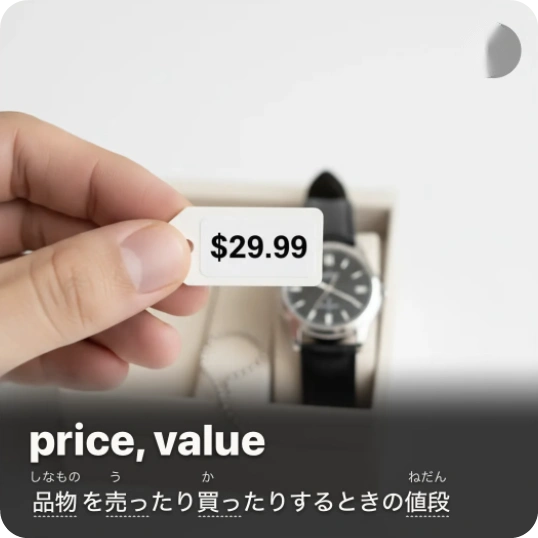 $29.99
price, value
しなもの う か ねだん
品物を売ったり買ったりするときの値段